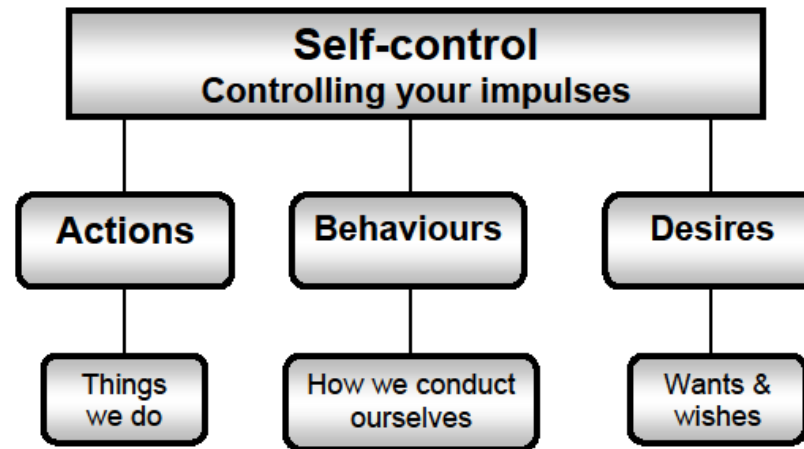 Self-control
Controlling your impulses
Actions
Behaviours
Desires
Things
we do
How we conduct
ourselves
Wants &
wishes